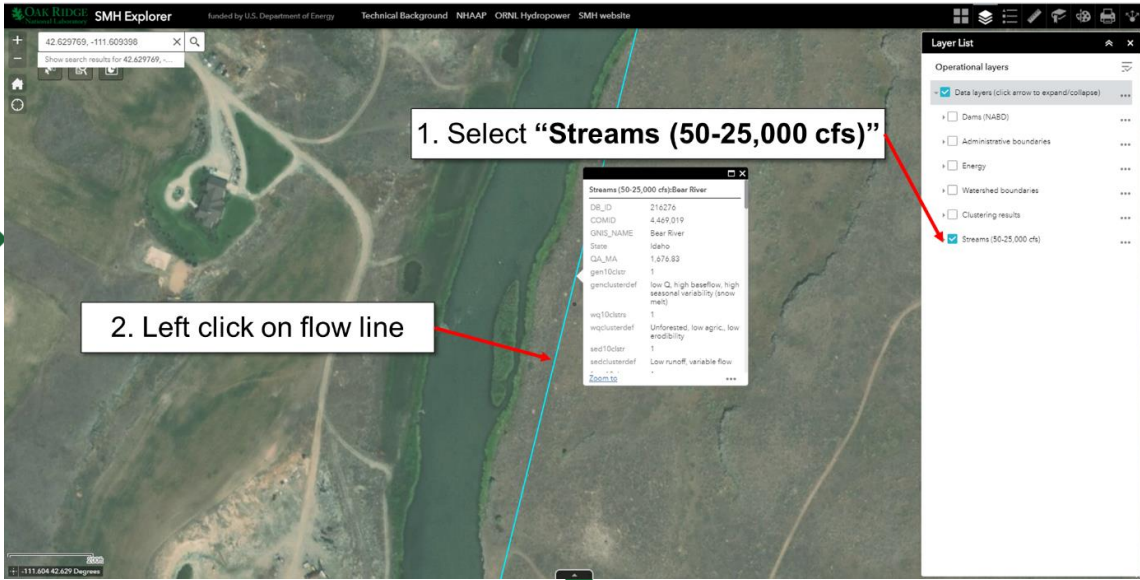 OAK RIDGE
National Laboratory
SMH Explorer
funded by U.S. Department of Energy
Technical Background NHAAP ORNL Hydropower SMH website
42.629769, -111.609398
Show search results for 42.629769, -...
Layer List
Operational layers
Data layers (click arrow to expand/collapse)
Dams (NABD)
Administrative boundaries
Energy
Watershed boundaries
Clustering results
Streams (50-25,000 cfs)
1. Select “Streams (50-25,000 cfs)”
2. Left click on flow line
Streams (50-25,000 cfs):Bear River
DB_ID 216276
COMID 4,469,019
GNIS_NAME Bear River
State Idaho
QA_MA 1,676.83
gen10clstr 1
genclusterdef low Q, high baseflow, high
seasonal variability (snow
melt)
wq10clstrs 1
wqclusterdef Unforested, low agric., low
erodibility
sed10clstr 1
sedclusterdef Low runoff, variable flow
Zoom to
-111.604 42.629 Degrees